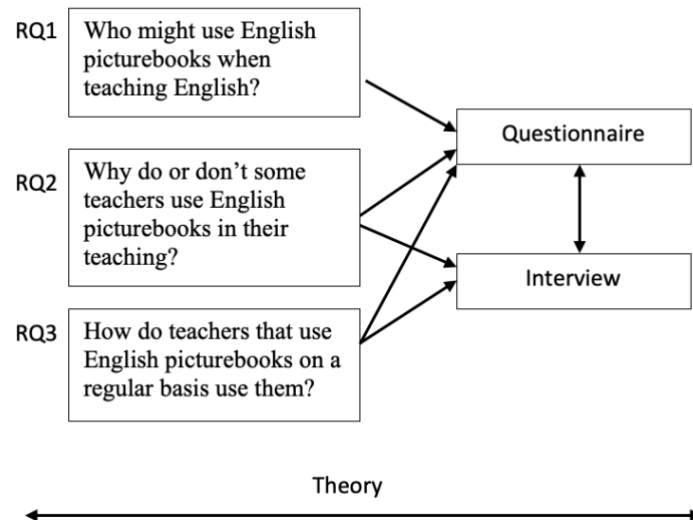 RQ1
Who might use English
picturebooks when
teaching English?
Questionnaire
RQ2
Why do or don’t some
teachers use English
picturebooks in their
teaching?
Interview
RQ3
How do teachers that use
English picturebooks on a
regular basis use them?
Theory